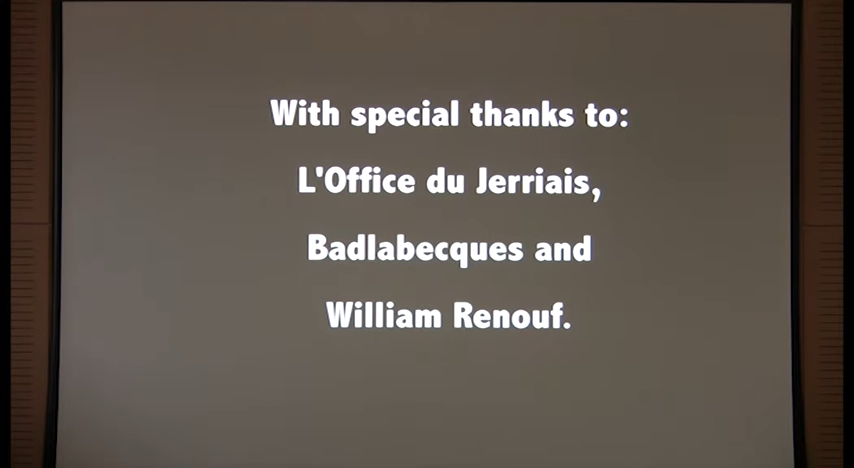 With special thanks to:
L'Office du Jerriais,
Badlabecques and
William Renouf.